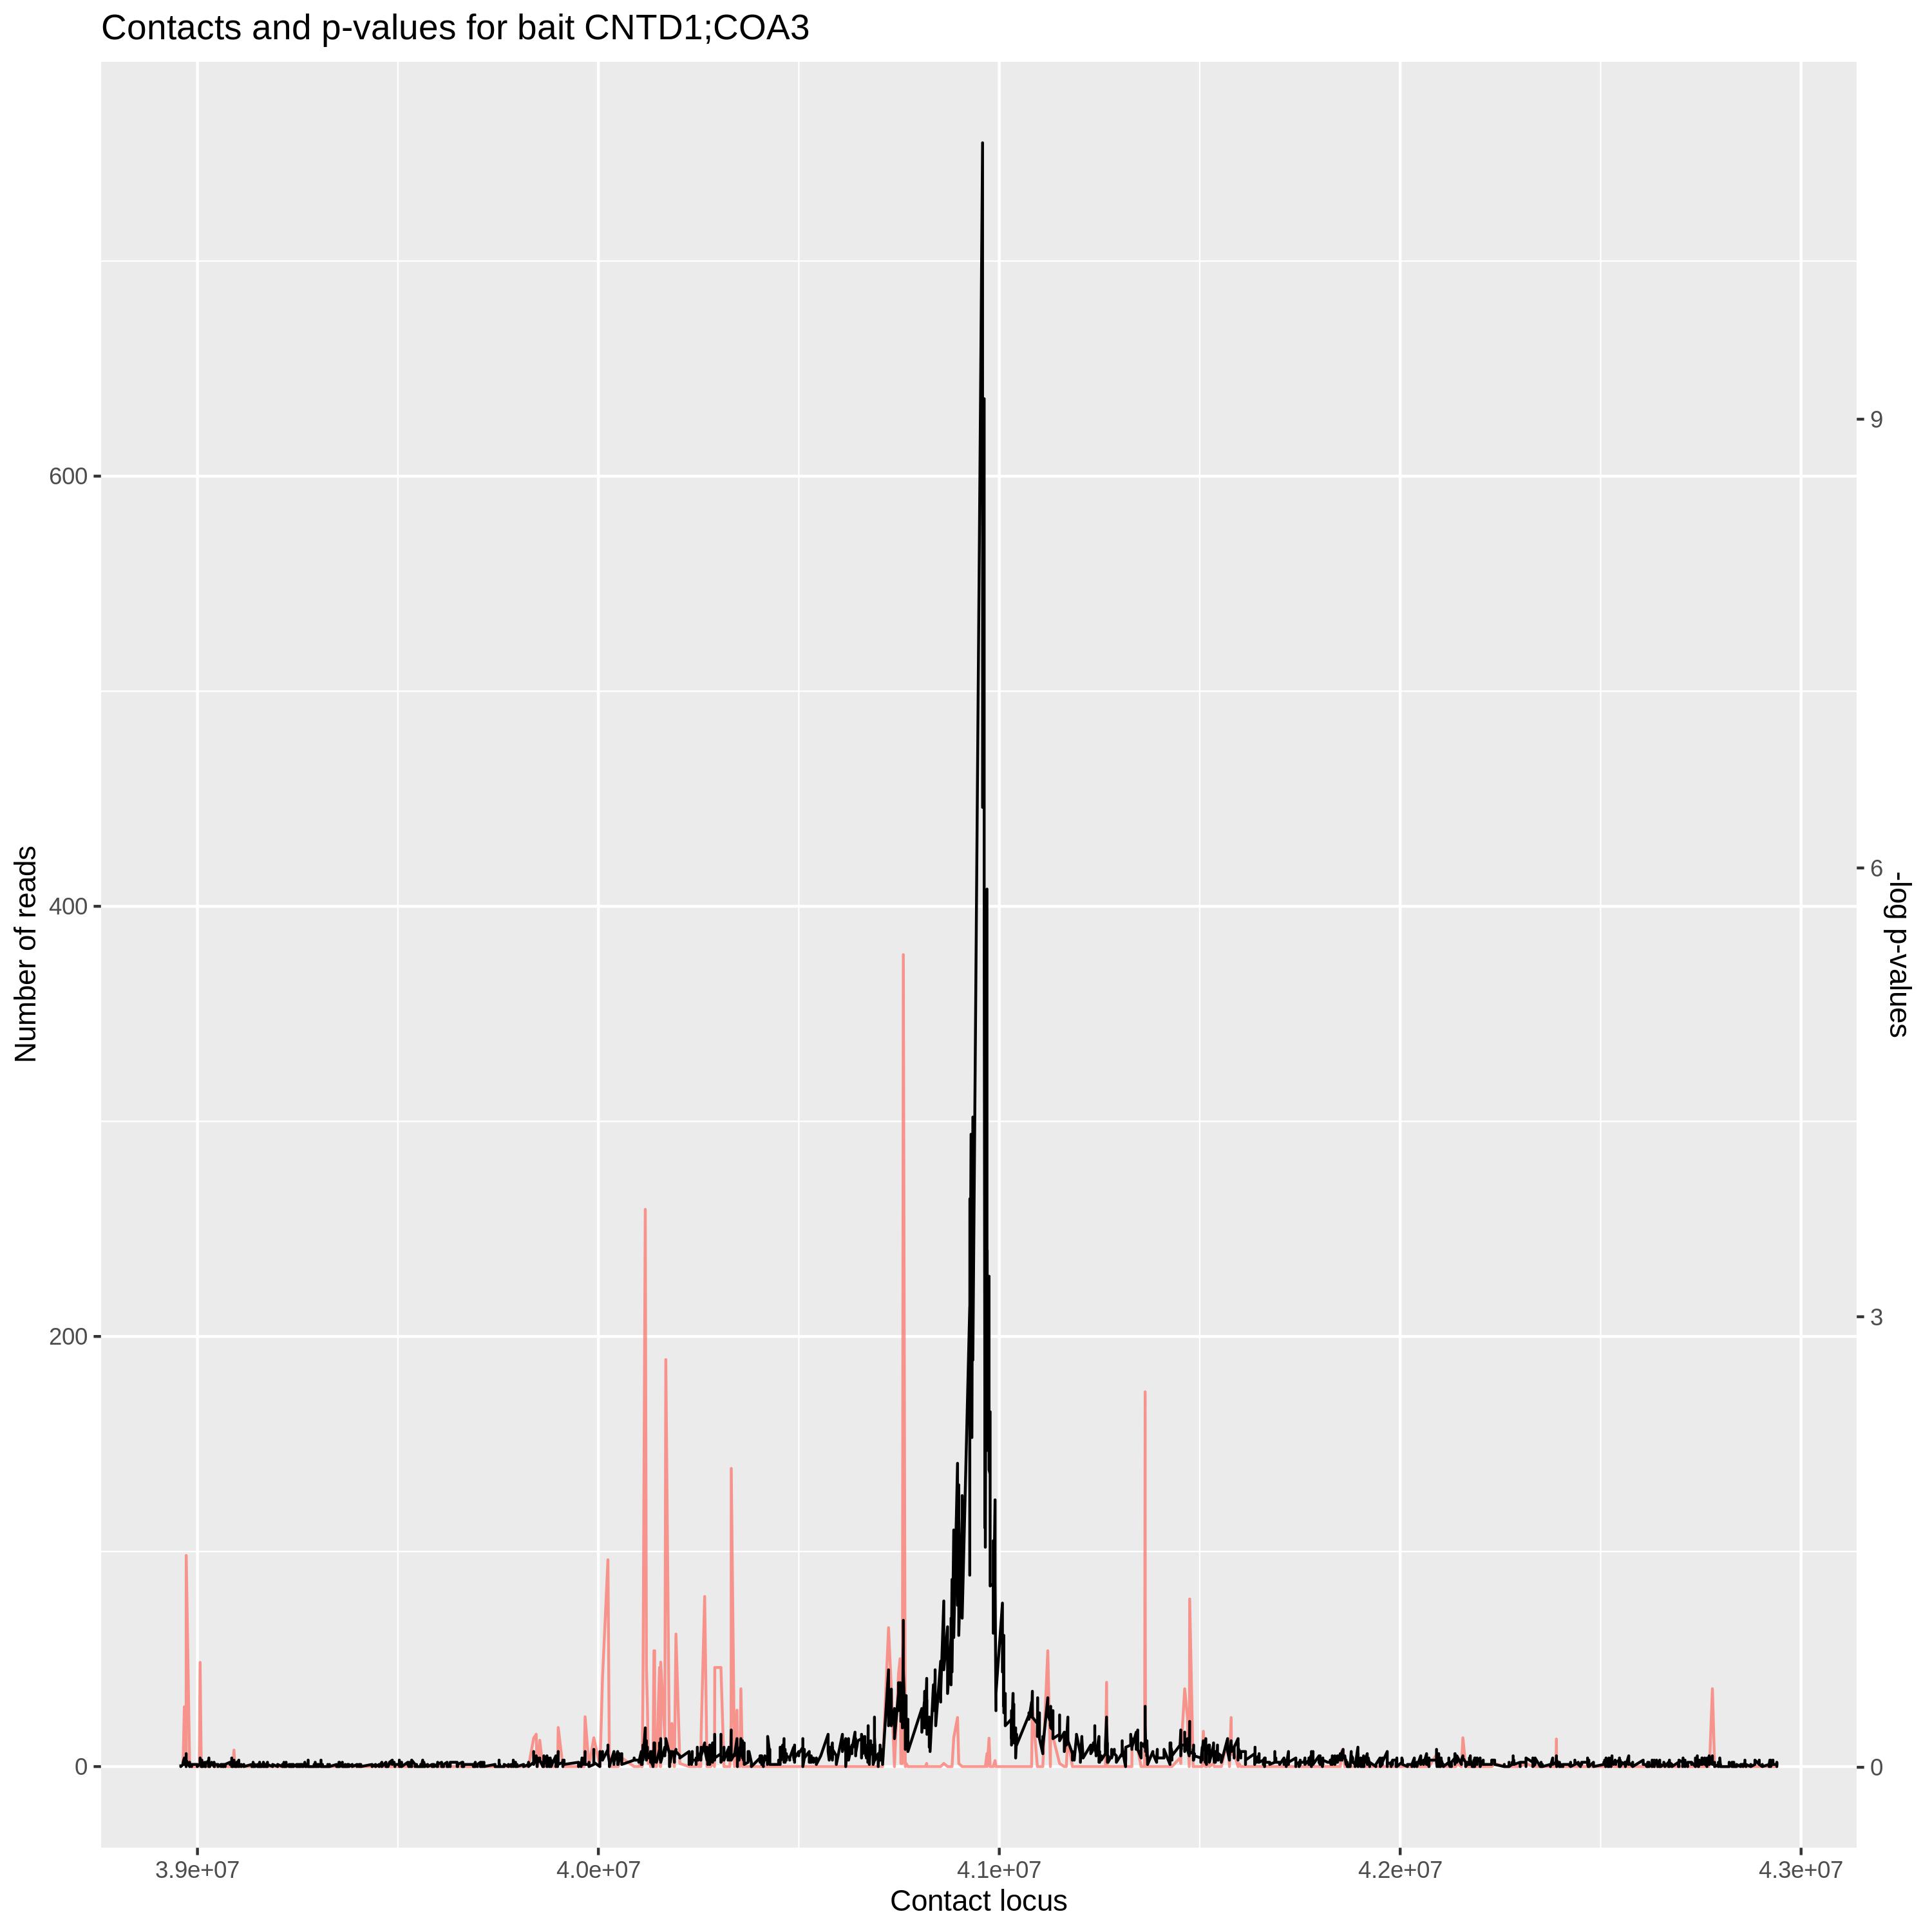 Contacts and p-values for bait CNTD1;COA3
Number of reads
600
400
200
0
9
6
3
0
-log p-values
3.9e+07
4.0e+07
4.1e+07
4.2e+07
4.3e+07
Contact locus